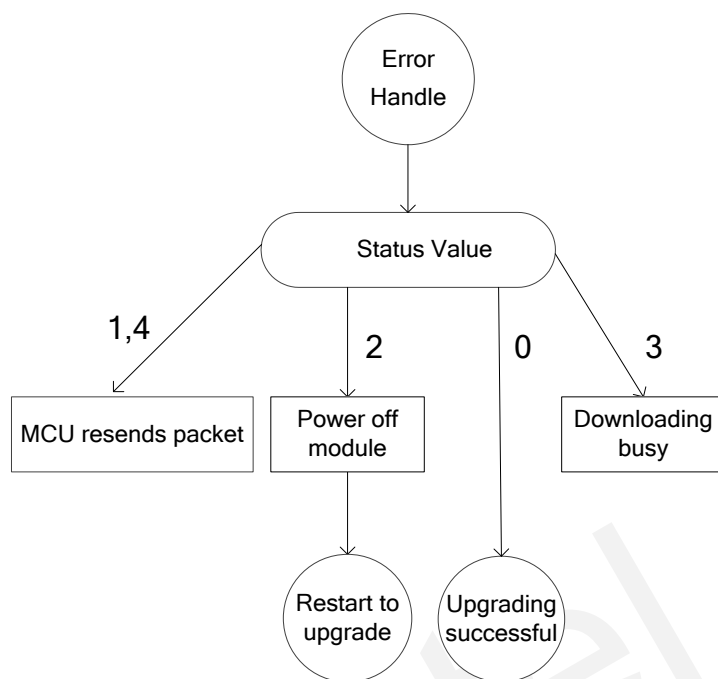 Error
Handle
Status Value
1,4
2
0
3
MCU resends packet
Power off
module
Downloading
busy
Restart to
upgrade
Upgrading
successful